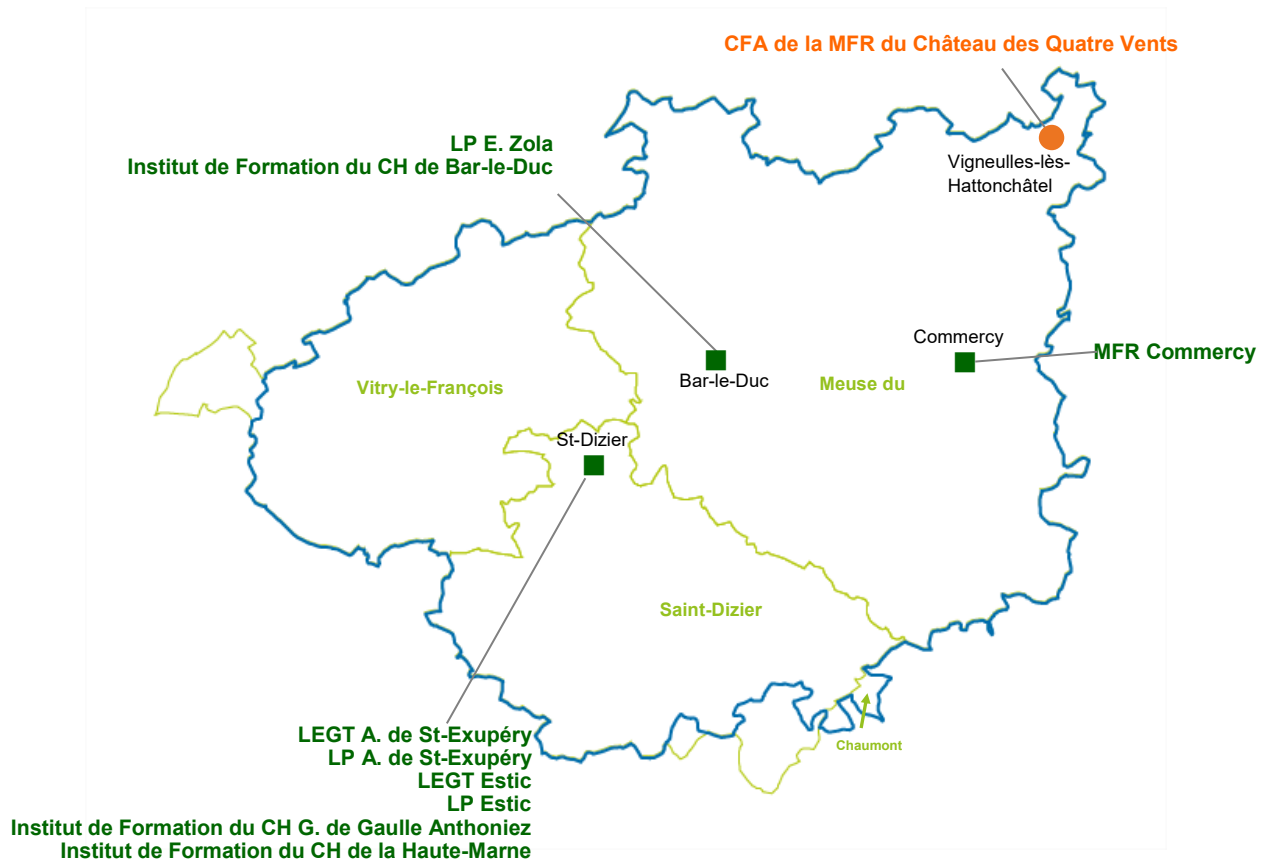 CFA de la MFR du Château des Quatre Vents
LP E. Zola
Institut de Formation du CH de Bar-le-Duc
Vigneulles-lès-
Hattonchâtel
Commercy
MFR Commercy
Bar-le-Duc
Meuse du
Vitry-le-François
St-Dizier
Saint-Dizier
Chaumont
LEGT A. de St-Exupéry
LP A. de St-Exupéry
LEGT Estic
LP Estic
Institut de Formation du CH G. de Gaulle Anthoniez
Institut de Formation du CH de la Haute-Marne